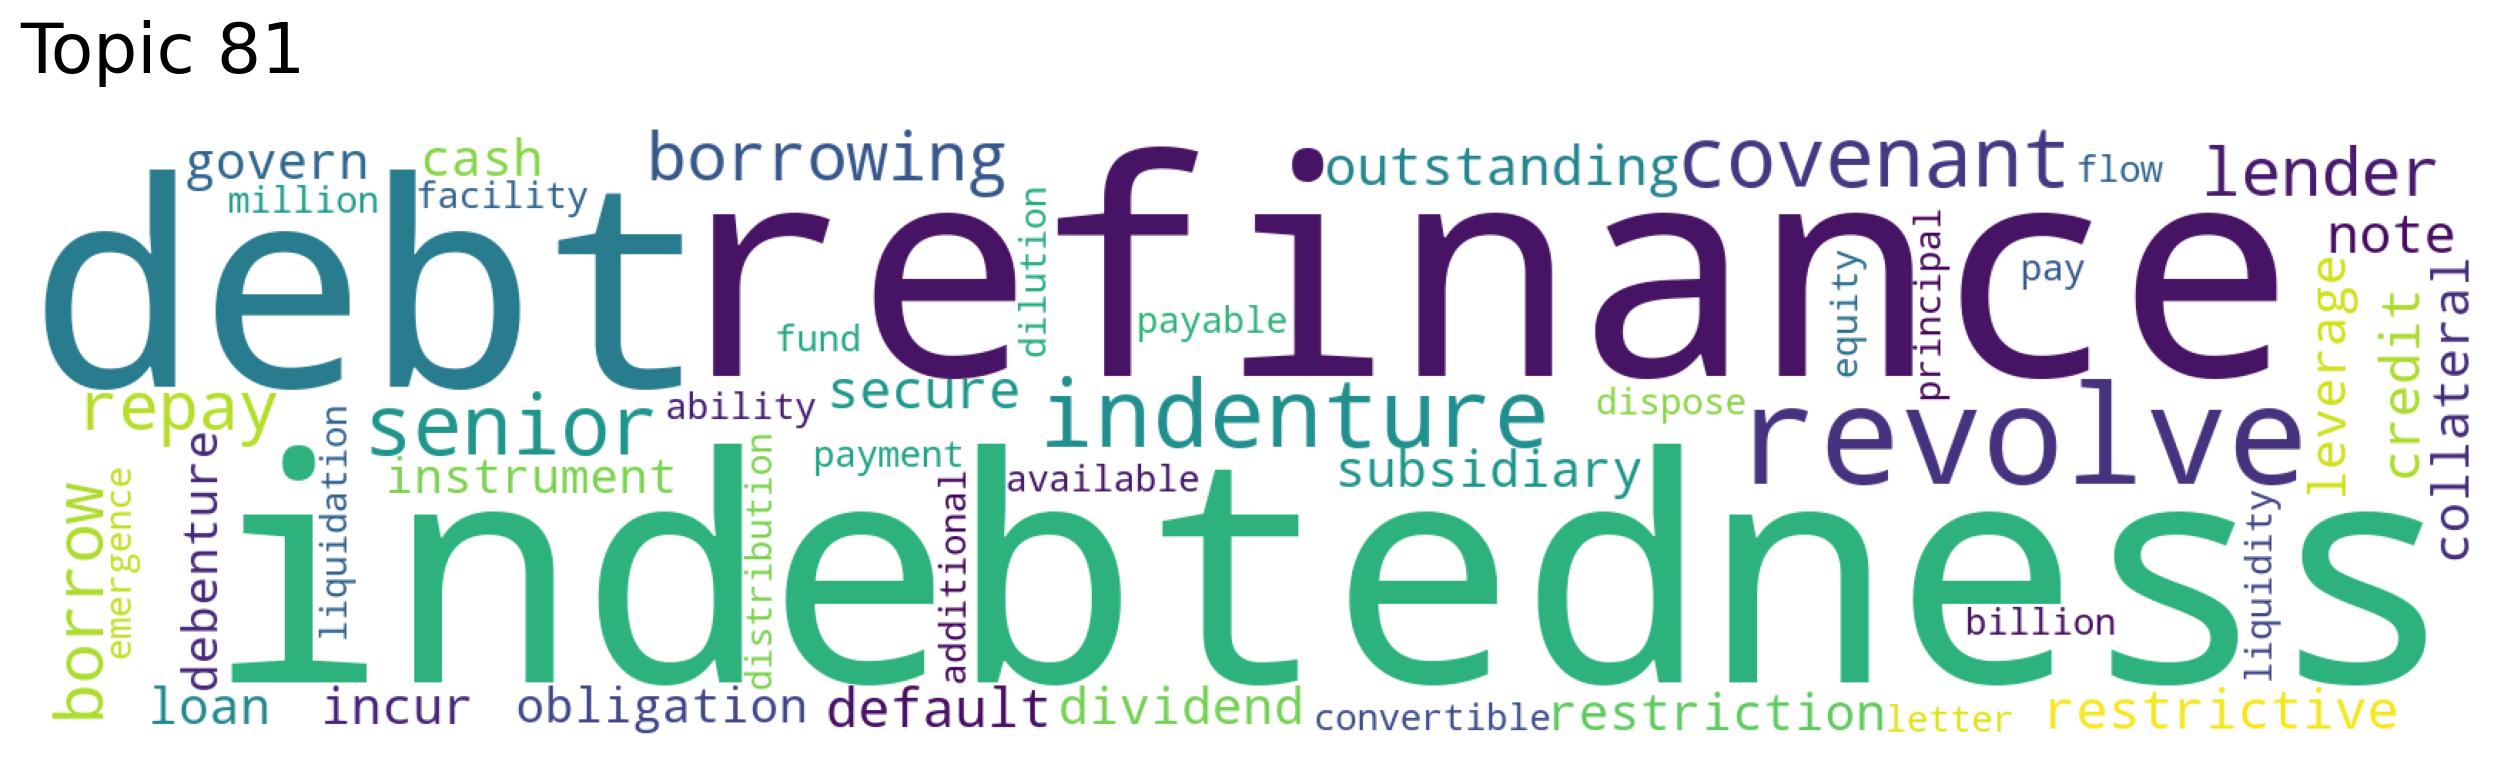 Topic 81
govern
cash
borrowing
outstanding
covenant
flow
lender
million
facility
debt
refinance
dilution
note
fund
payable
equity
principal
pay
repay
senior
ability
secure
indenture
dispose
revolve
leverage
credit
collateral
instrument
payment
available
subsidiary
borrow
emergence
debenture
liquidation
indebtedness
distribution
additional
billion
liquidity
loan
incur
obligation
default
dividend
convertible
restriction
letter
restrictive